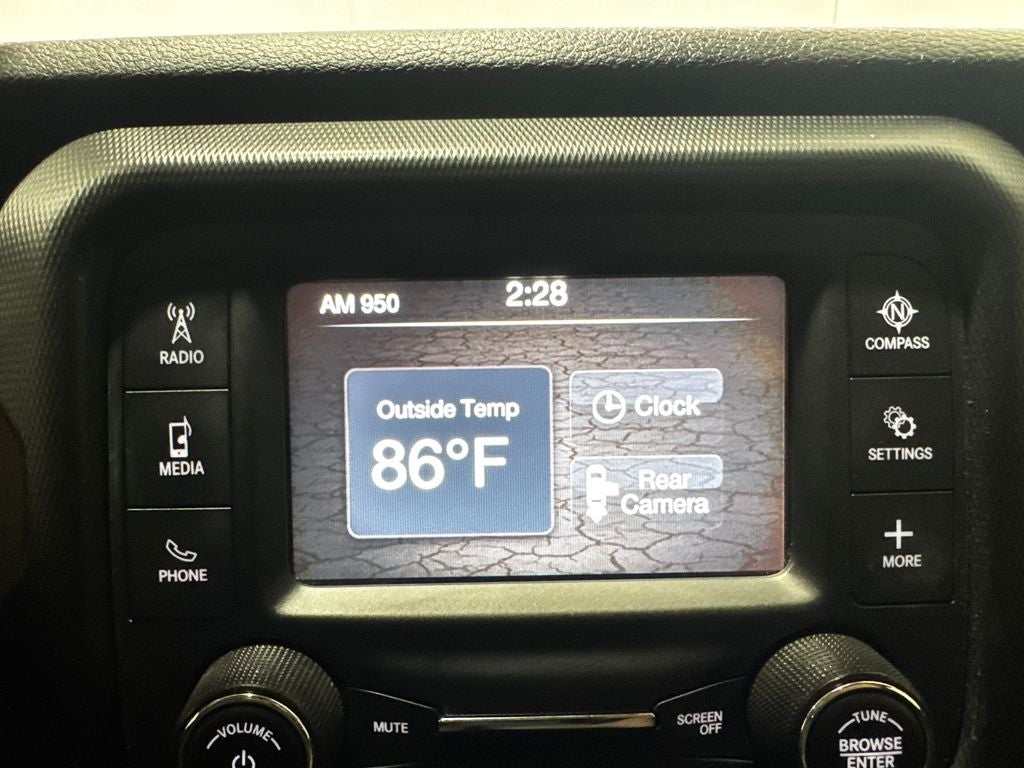 AM 950
2:28
RADIO
MEDIA
PHONE
Outside Temp
86°F
Clock
Rear
Camera
N
COMPASS
SETTINGS
MORE
VOLUME
MUTE
SCREEN
OFF
TUNE
BROWSE
ENTER